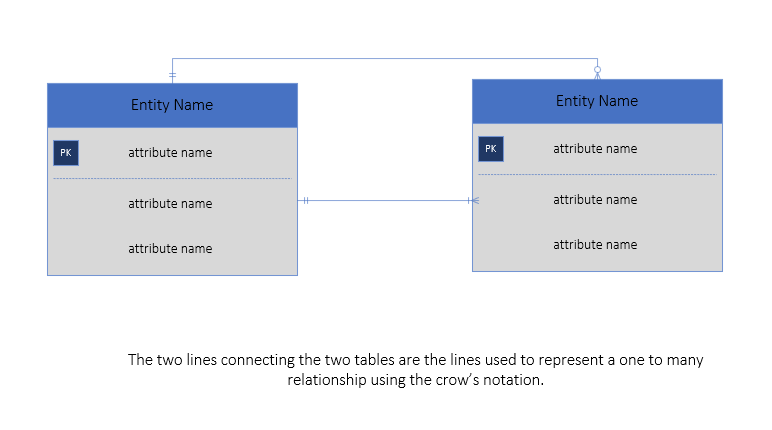 Entity Name
PK attribute name
attribute name
attribute name
Entity Name
PK attribute name
attribute name
attribute name
The two lines connecting the two tables are the lines used to represent a one to many
relationship using the crow’s notation.